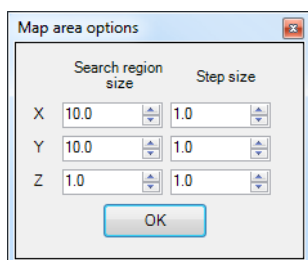 Map area options
Search region size Step size
X 10.0 1.0
Y 10.0 1.0
Z 1.0 1.0
OK